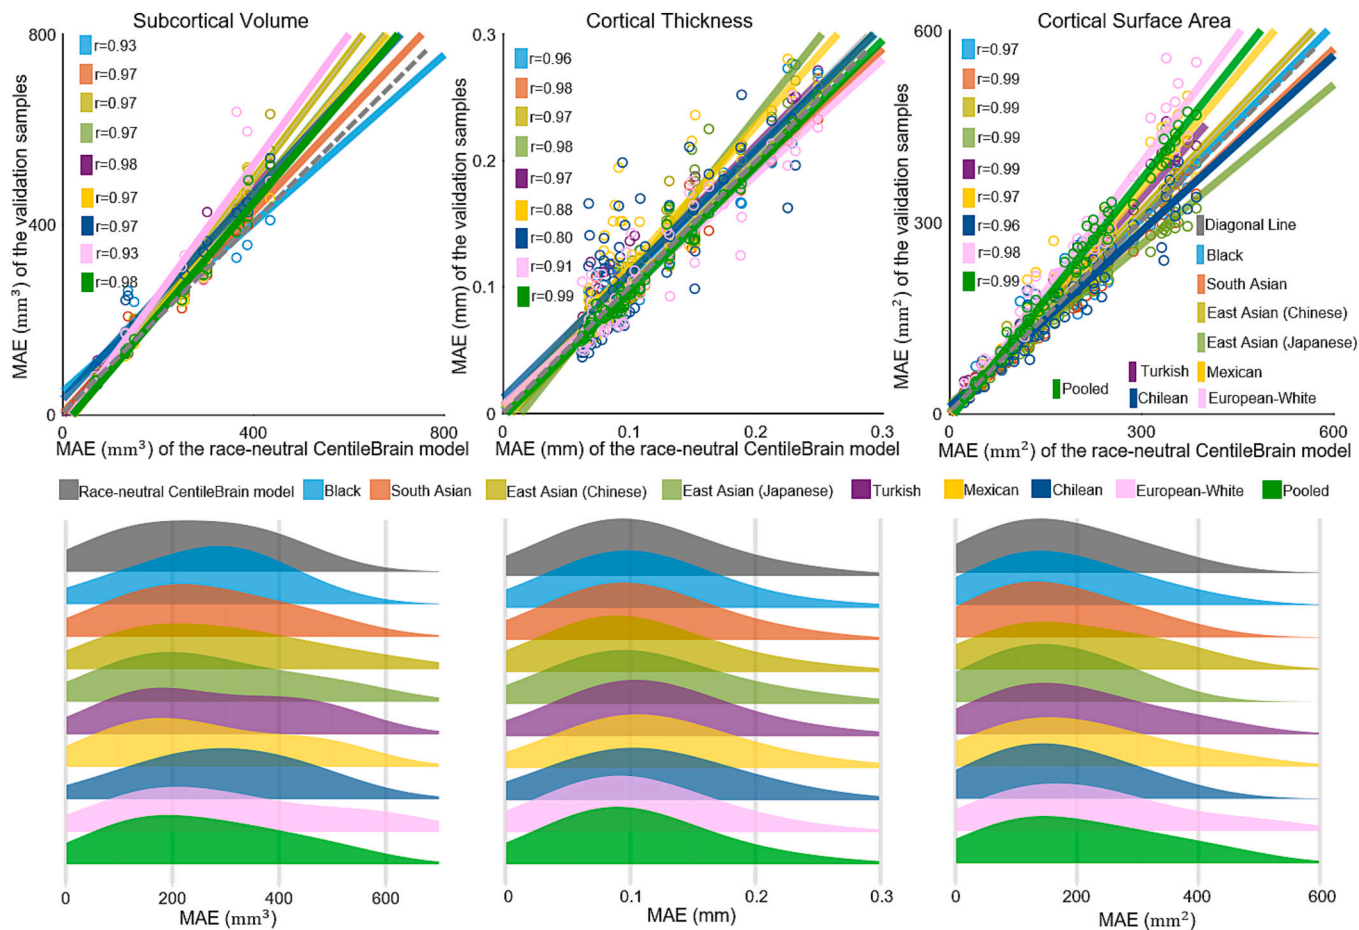 Subcortical Volume
Cortical Thickness
Cortical Surface Area
MAE (mm³) of the validation samples
800
400
0
r=0.93
r=0.97
r=0.97
r=0.97
r=0.98
r=0.97
r=0.97
r=0.93
r=0.98
0
400
800
MAE (mm³) of the race-neutral CentileBrain model
MAE (mm) of the validation samples
0.3
0.2
0.1
0
r=0.96
r=0.98
r=0.97
r=0.98
r=0.97
r=0.88
r=0.80
r=0.91
r=0.99
0
0.1
0.2
0.3
MAE (mm) of the race-neutral CentileBrain model
MAE (mm²) of the validation samples
600
300
0
r=0.97
r=0.99
r=0.99
r=0.99
r=0.99
r=0.97
r=0.96
r=0.98
r=0.99
Diagonal Line
Black
South Asian
East Asian (Chinese)
East Asian (Japanese)
Turkish
Mexican
Pooled
Chilean
European-White
0
300
600
MAE (mm²) of the race-neutral CentileBrain model
Race-neutral CentileBrain model Black South Asian East Asian (Chinese) East Asian (Japanese) Turkish Mexican Chilean European-White Pooled
0 200 400 600
MAE (mm³)
0 0.1 0.2 0.3
MAE (mm)
0 200 400 600
MAE (mm²)